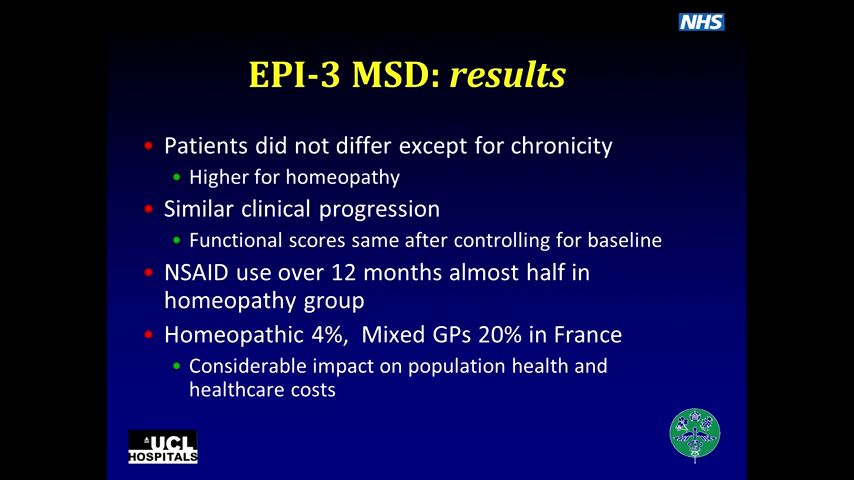 NHS
EPI-3 MSD: results
• Patients did not differ except for chronicity
• Higher for homeopathy
• Similar clinical progression
• Functional scores same after controlling for baseline
• NSAID use over 12 months almost half in
homeopathy group
• Homeopathic 4%, Mixed GPs 20% in France
• Considerable impact on population health and
healthcare costs
UCL
HOSPITALS